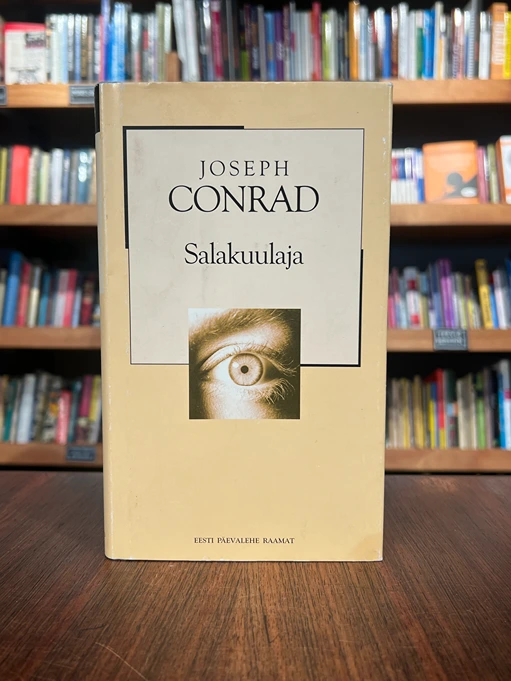 JOSEPH
CONRAD
Salakuulaja
EESTI PÄEVALEHE RAAMAT